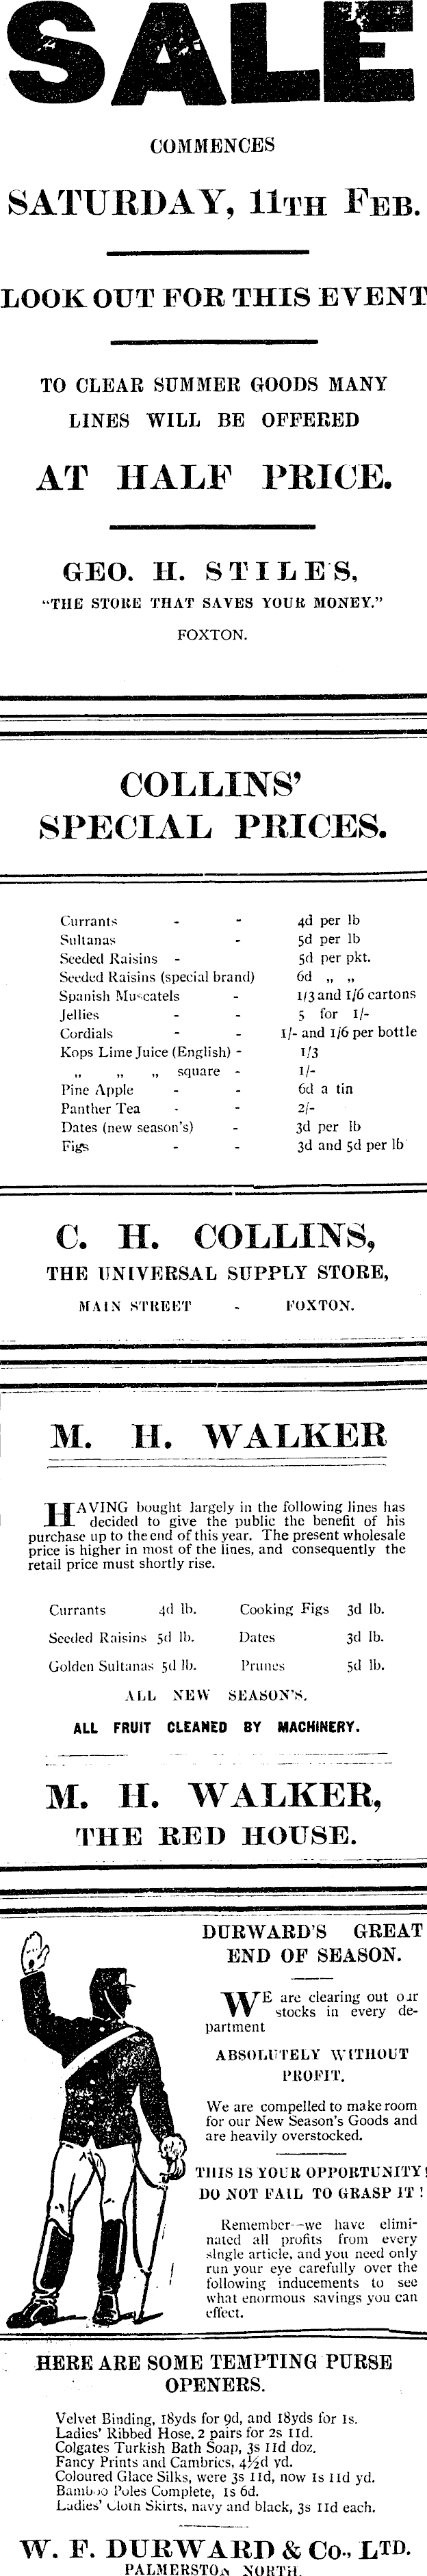 SALE
COMMENCES
SATURDAY, 11TH FEB.
LOOK OUT FOR THIS EVENT
TO CLEAR SUMMER GOODS MANY
LINES WILL BE OFFERED
AT HALF PRICE.
GEO. H. STILES,
"THE STORE THAT SAVES YOUR MONEY."
FOXTON.
COLLINS'
SPECIAL PRICES.
Currants - - 4d per lb
Sultanas - 5d per lb
Seeded Raisins - 5d per pkt.
Seeded Raisins (special brand) 6d „ „
Spanish Muscatels - 1/3 and 1/6 cartons
Jellies - - 5 for 1/-
Cordials - - 1/- and 1/6 per bottle
Kops Lime Juice (English) - 1/3
„ „ „ square - 1/-
Pine Apple - - 6d a tin
Panther Tea - - 2/-
Dates (new season's) - 3d per lb
Figs - - 3d and 5d per lb
C. H. COLLINS,
THE UNIVERSAL SUPPLY STORE,
MAIN STREET - FOXTON.
M. H. WALKER
HAVING bought largely in the following lines has
decided to give the public the benefit of his
purchase up to the end of this year. The present wholesale
price is higher in most of the lines, and consequently the
retail price must shortly rise.
Currants 4d lb. Cooking Figs 3d lb.
Seeded Raisins 5d lb. Dates 3d lb.
Golden Sultanas 5d lb. Prunes 5d lb.
ALL NEW SEASON'S.
ALL FRUIT CLEANED BY MACHINERY.
M. H. WALKER,
THE RED HOUSE.
DURWARD'S GREAT
END OF SEASON.
WE are clearing out our
stocks in every de-
partment
ABSOLUTELY WITHOUT
PROFIT.
We are compelled to make room
for our New Season's Goods and
are heavily overstocked.
THIS IS YOUR OPPORTUNITY!
DO NOT FAIL TO GRASP IT!
Remember—we have elimi-
nated all profits from every
single article, and you need only
run your eye carefully over the
following inducements to see
what enormous savings you can
effect.
HERE ARE SOME TEMPTING PURSE
OPENERS.
Velvet Binding, 18yds for 9d, and 18yds for 1s.
Ladies' Ribbed Hose, 2 pairs for 2s 11d.
Colgates Turkish Bath Soap, 3s 11d doz.
Fancy Prints and Cambrics, 4½d yd.
Coloured Glace Silks, were 3s 11d, now 1s 11d yd.
Bamboo Poles Complete, 1s 6d.
Ladies' Cloth Skirts, navy and black, 3s 11d each.
W. F. DURWARD & Co., LTD.
PALMERSTON NORTH.